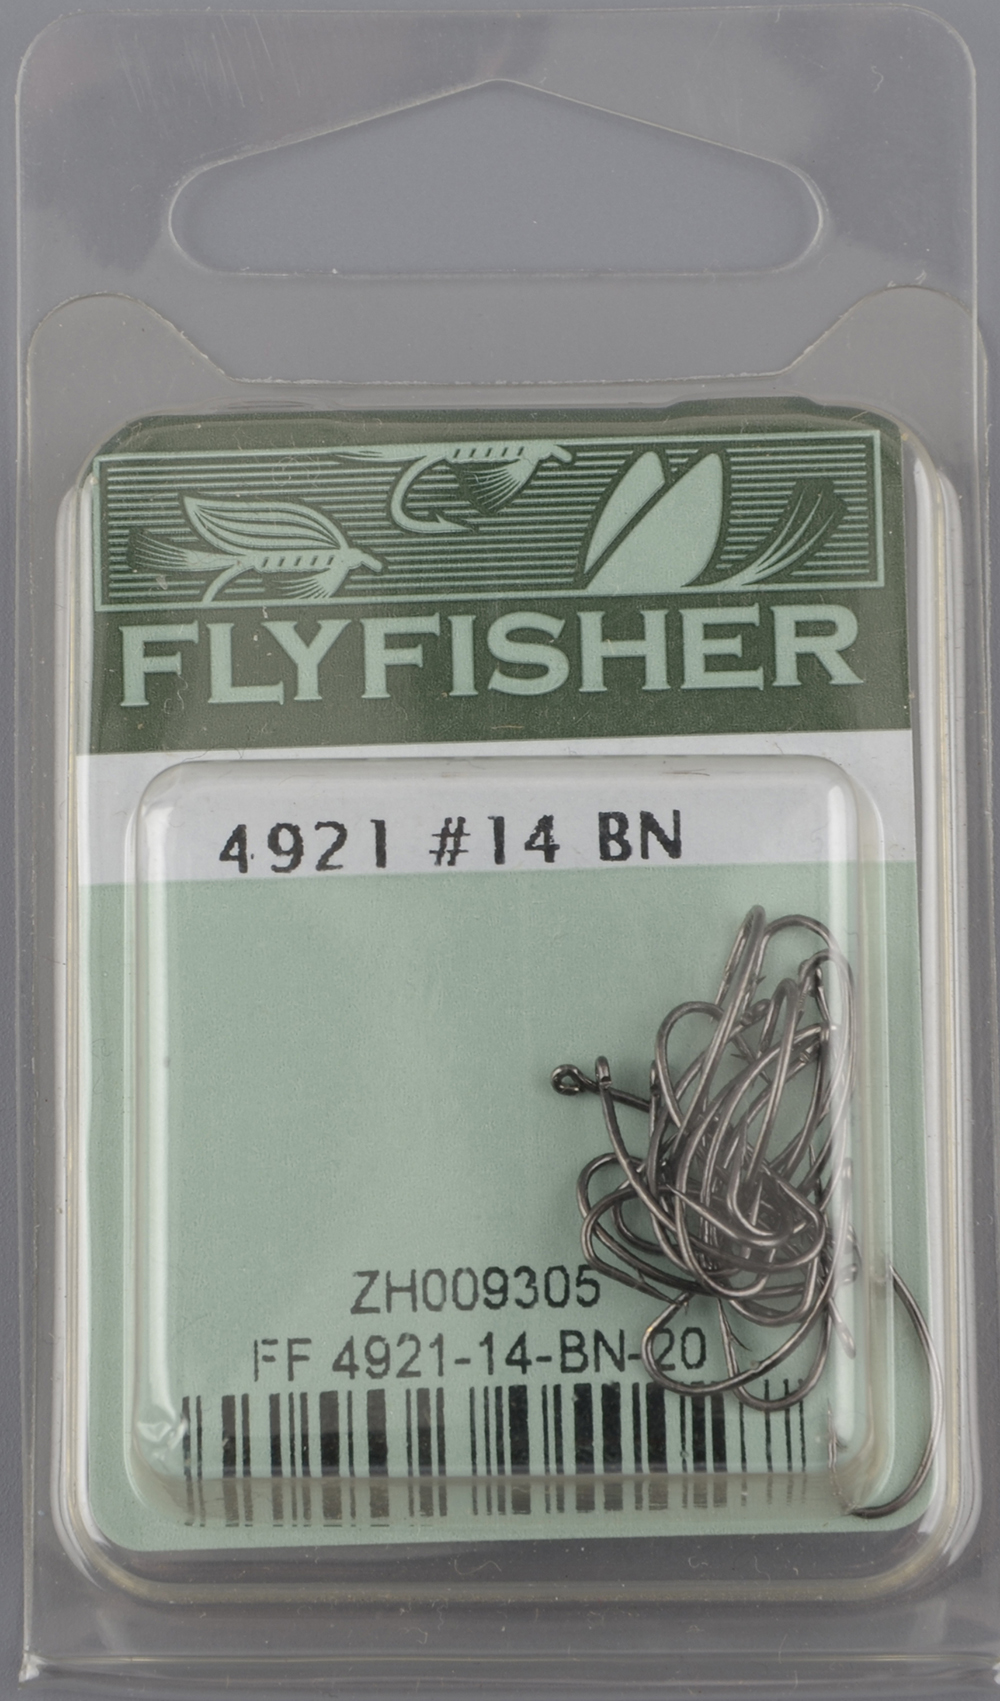 FLYFISHER
4921 #14 BN
ZH009305
FF 4921-14-BN-20